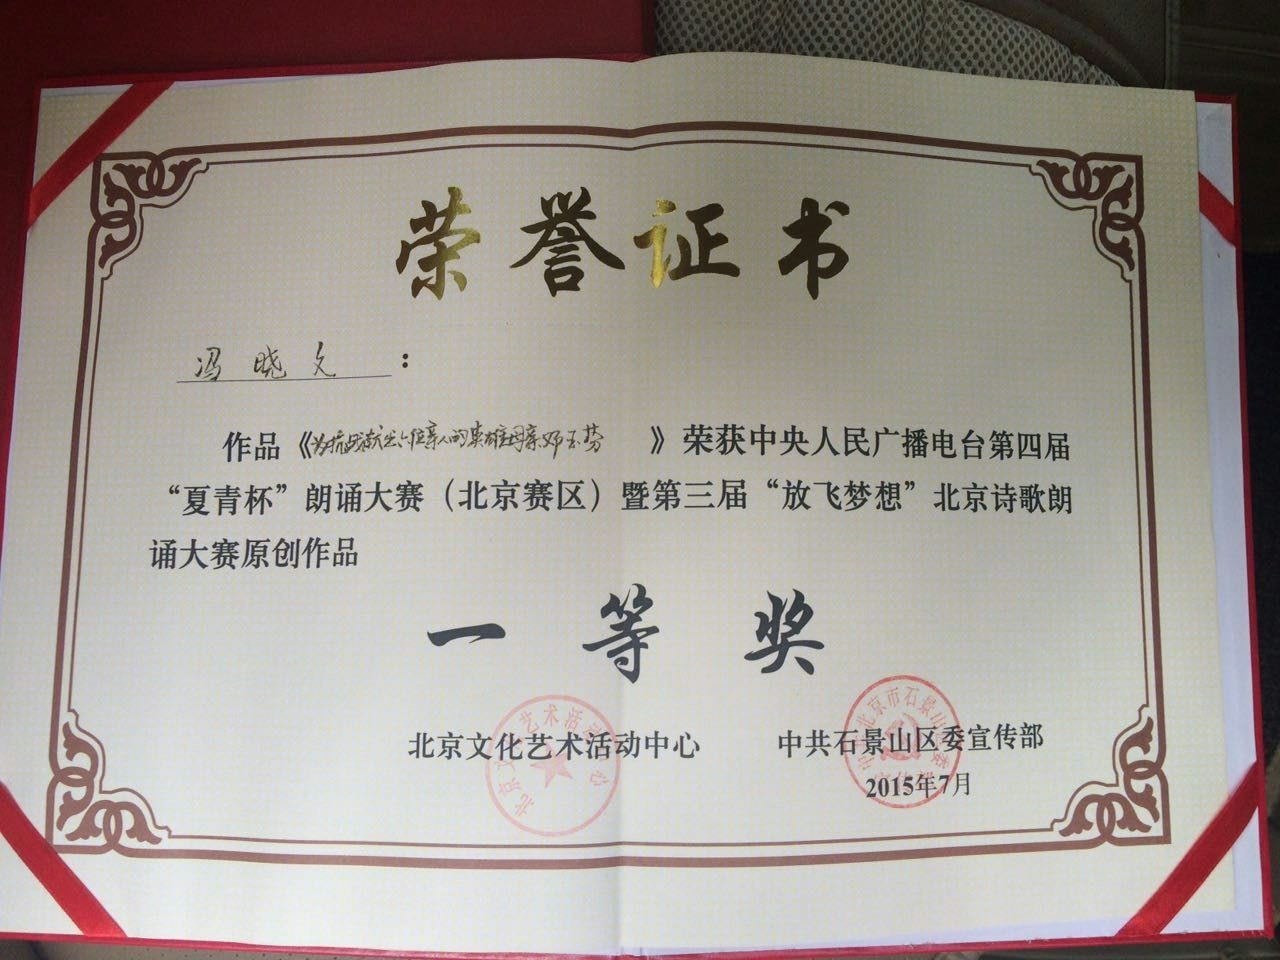 荣誉证书
冯晓文：
作品《为抗战献出六位亲人的英雄母亲邓玉芬》荣获中央人民广播电台第四届
“夏青杯”朗诵大赛（北京赛区）暨第三届“放飞梦想”北京诗歌朗
诵大赛原创作品
一等奖
北京文化艺术活动中心 中共石景山区委宣传部
2015年7月